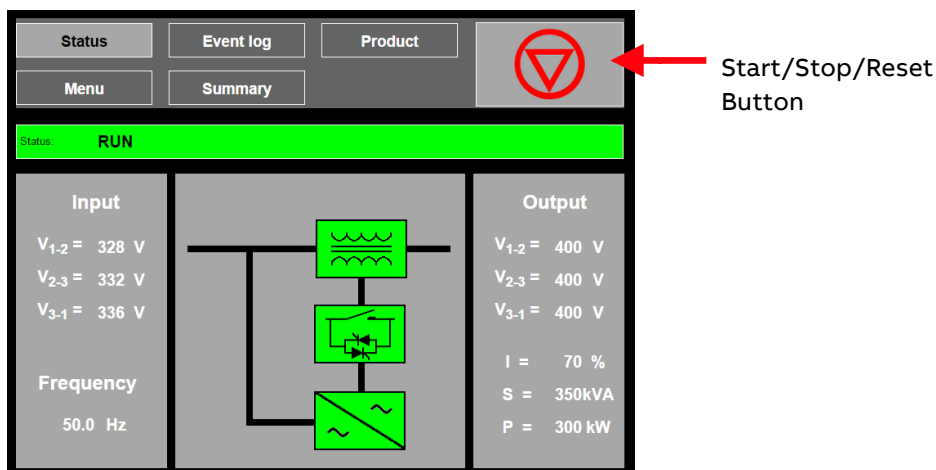 Status Event log Product
Menu Summary
Start/Stop/Reset
Button
Status: RUN
Input
V1-2 = 328 V
V2-3 = 332 V
V3-1 = 336 V
Frequency
50.0 Hz
Output
V1-2 = 400 V
V2-3 = 400 V
V3-1 = 400 V
I = 70 %
S = 350kVA
P = 300 kW